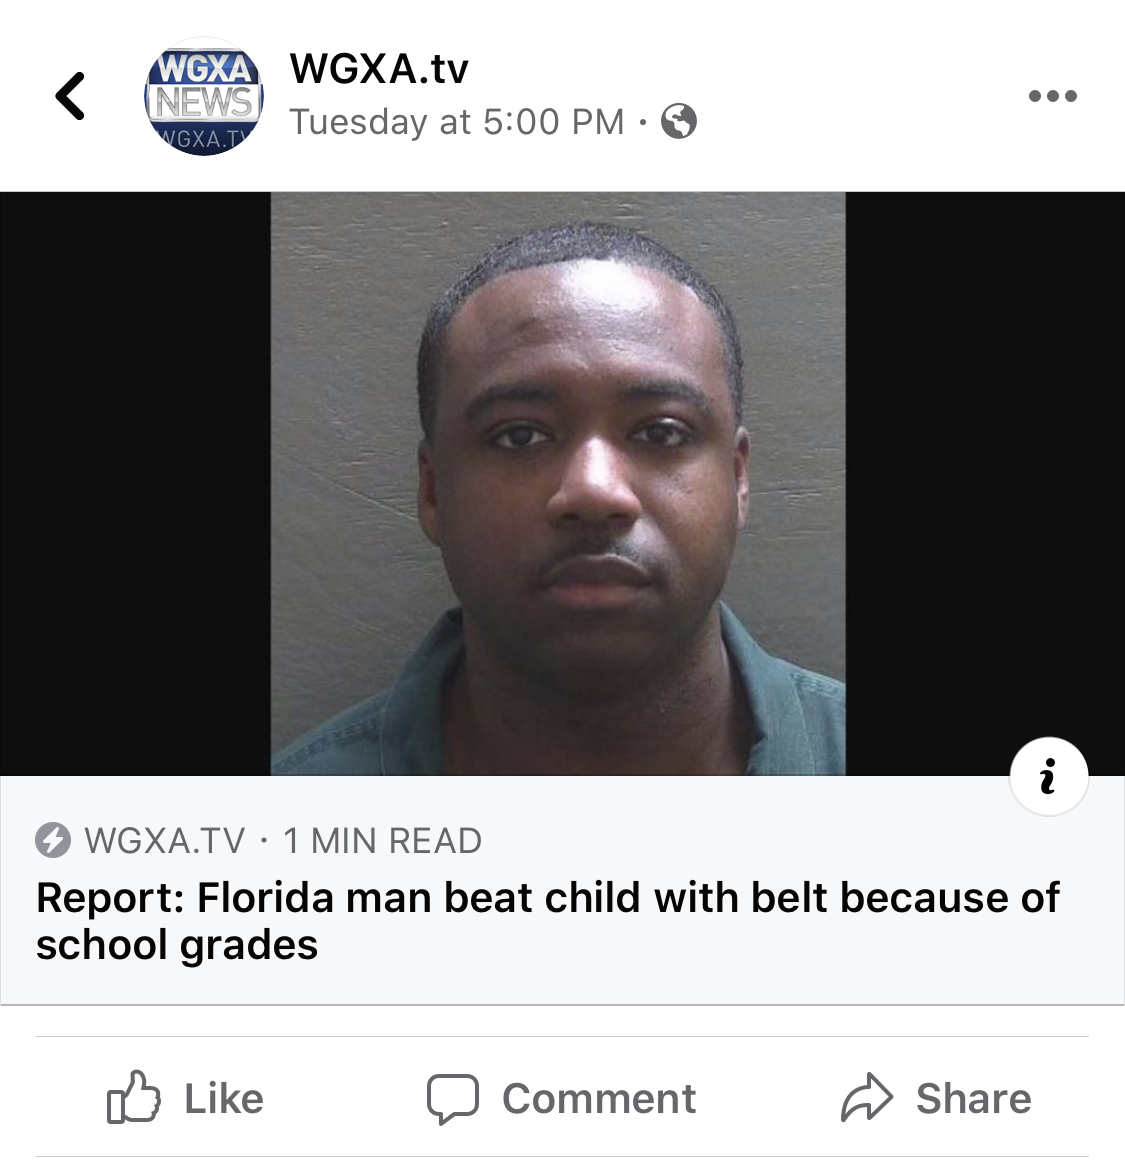 WGXA
NEWS
WGXA.TV
WGXA.tv
Tuesday at 5:00 PM ·
i
WGXA.TV · 1 MIN READ
Report: Florida man beat child with belt because of
school grades
Like
Comment
Share